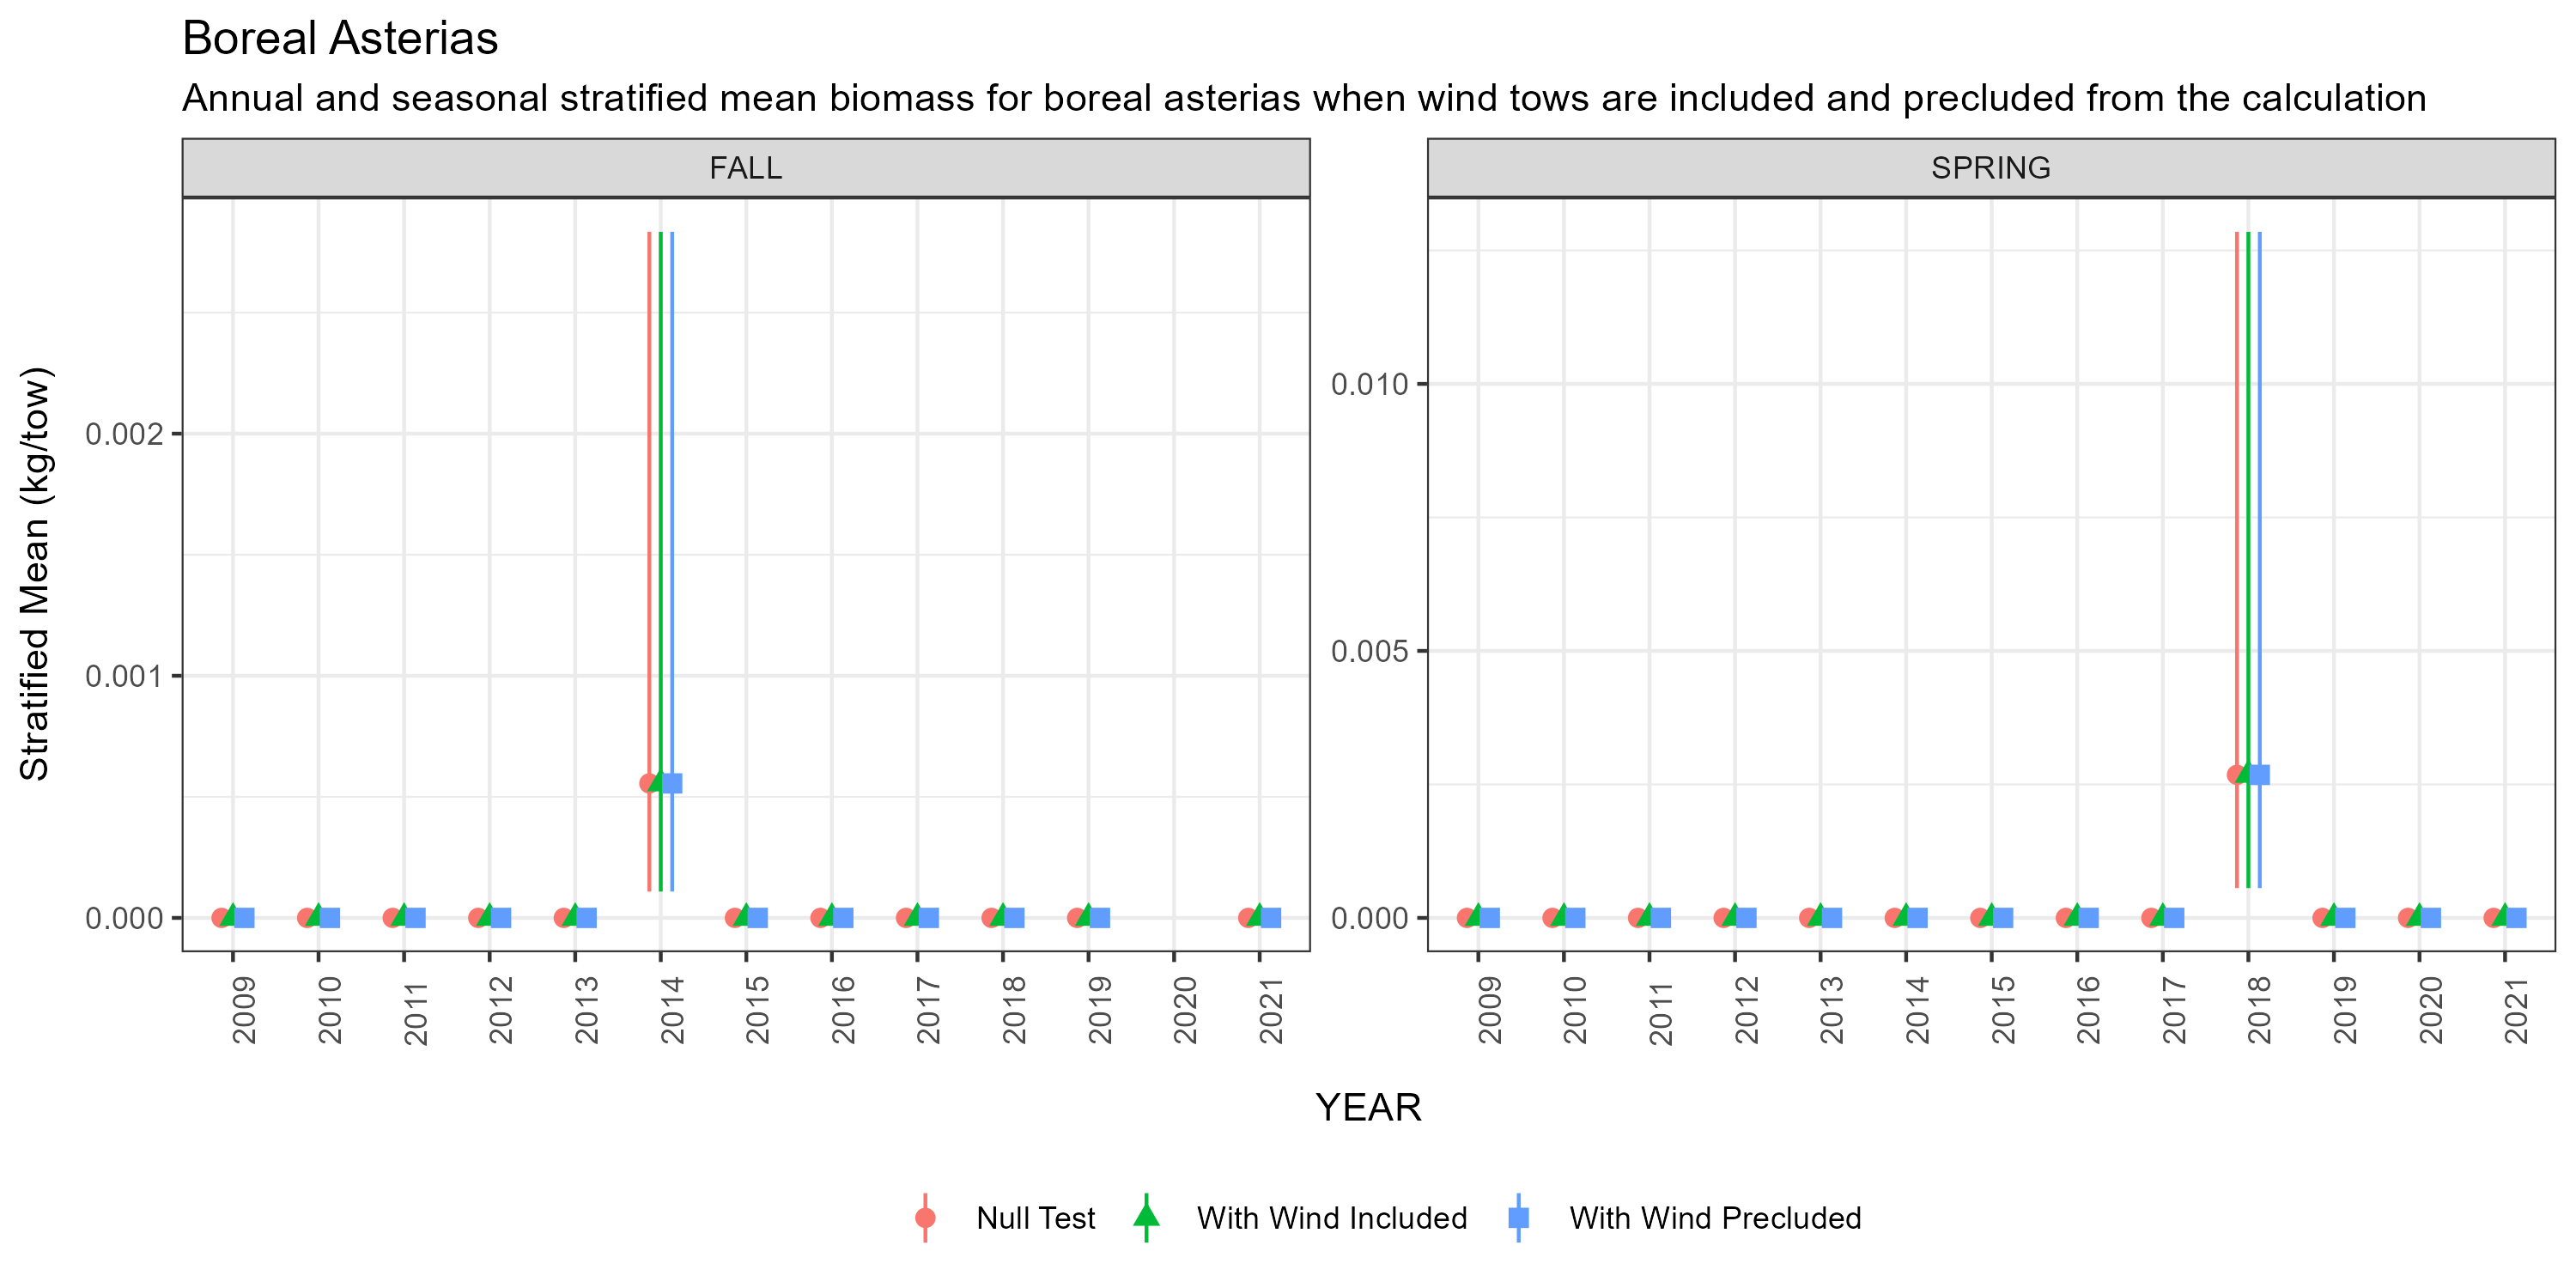 Boreal Asterias
Annual and seasonal stratified mean biomass for boreal asterias when wind tows are included and precluded from the calculation
FALL
SPRING
Stratified Mean (kg/tow)
0.002
0.001
0.000
0.010
0.005
0.000
2009 2010 2011 2012 2013 2014 2015 2016 2017 2018 2019 2020 2021
2009 2010 2011 2012 2013 2014 2015 2016 2017 2018 2019 2020 2021
YEAR
Null Test With Wind Included With Wind Precluded